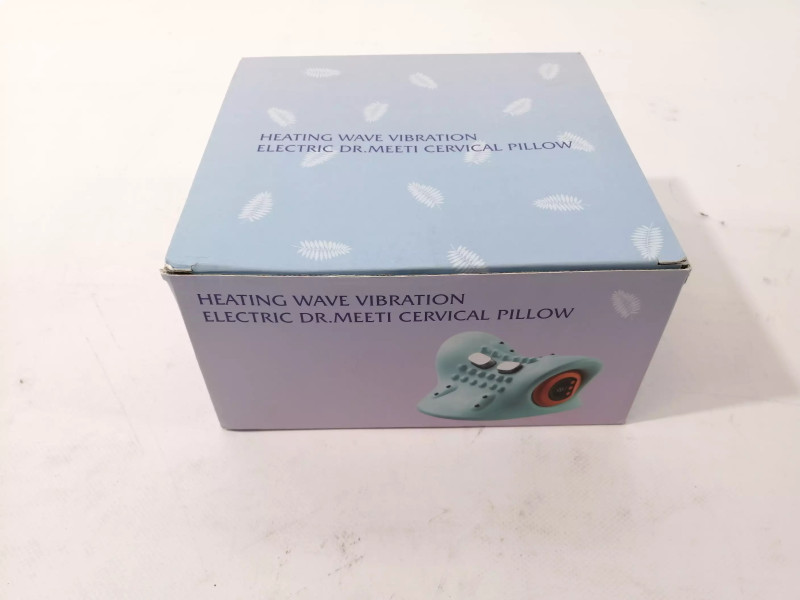 HEATING WAVE VIBRATION
ELECTRIC DR.MEETI CERVICAL PILLOW
HEATING WAVE VIBRATION
ELECTRIC DR.MEETI CERVICAL PILLOW